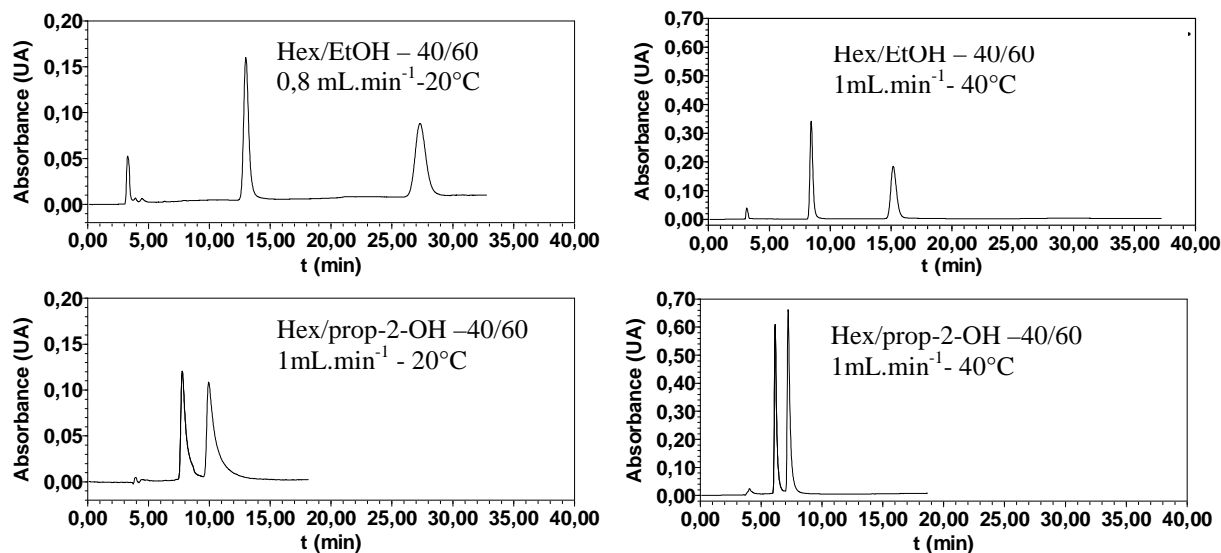 0,20
0,15
0,10
0,05
0,00
Absorbance (UA)
Hex/EtOH – 40/60
0,8 mL.min⁻¹-20°C
0,00 5,00 10,00 15,00 20,00 25,00 30,00 35,00 40,00
t (min)
0,70
0,60
0,50
0,40
0,30
0,20
0,10
0,00
Absorbance (UA)
Hex/EtOH – 40/60
1mL.min⁻¹- 40°C
0,00 5,00 10,00 15,00 20,00 25,00 30,00 35,00 40,00
t (min)
0,20
0,15
0,10
0,05
0,00
Absorbance (UA)
Hex/prop-2-OH –40/60
1mL.min⁻¹ - 20°C
0,00 5,00 10,00 15,00 20,00 25,00 30,00 35,00 40,00
t (min)
0,70
0,60
0,50
0,40
0,30
0,20
0,10
0,00
Absorbance (UA)
Hex/prop-2-OH –40/60
1mL.min⁻¹- 40°C
0,00 5,00 10,00 15,00 20,00 25,00 30,00 35,00 40,00
t (min)